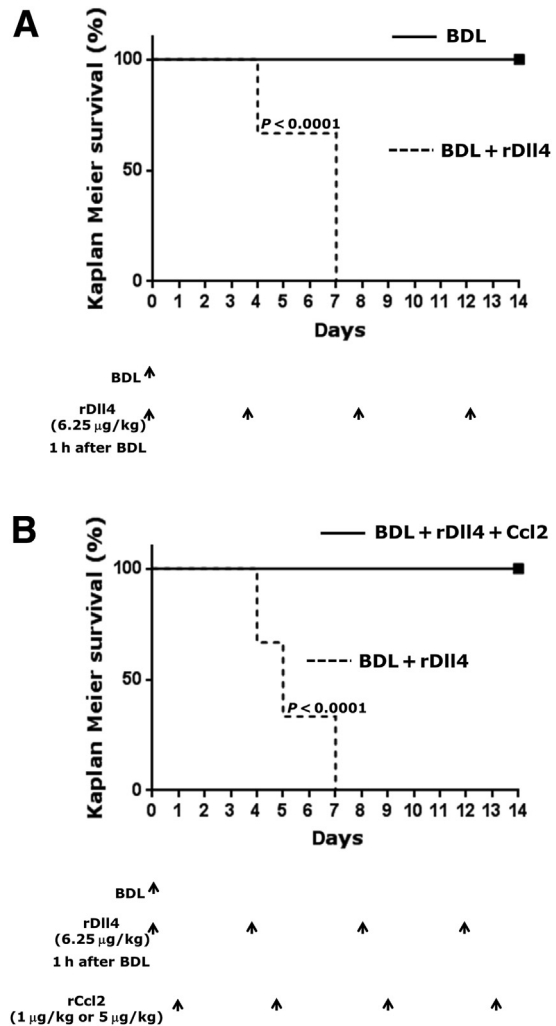 A
Kaplan Meier survival (%)
100
50
0
BDL
P < 0.0001
BDL + rDll4
0 1 2 3 4 5 6 7 8 9 10 11 12 13 14
Days
BDL
rDll4
(6.25 µg/kg)
1 h after BDL
B
Kaplan Meier survival (%)
100
50
0
BDL + rDll4 + Ccl2
BDL + rDll4
P < 0.0001
0 1 2 3 4 5 6 7 8 9 10 11 12 13 14
Days
BDL
rDll4
(6.25 µg/kg)
1 h after BDL
rCcl2
(1 µg/kg or 5 µg/kg)